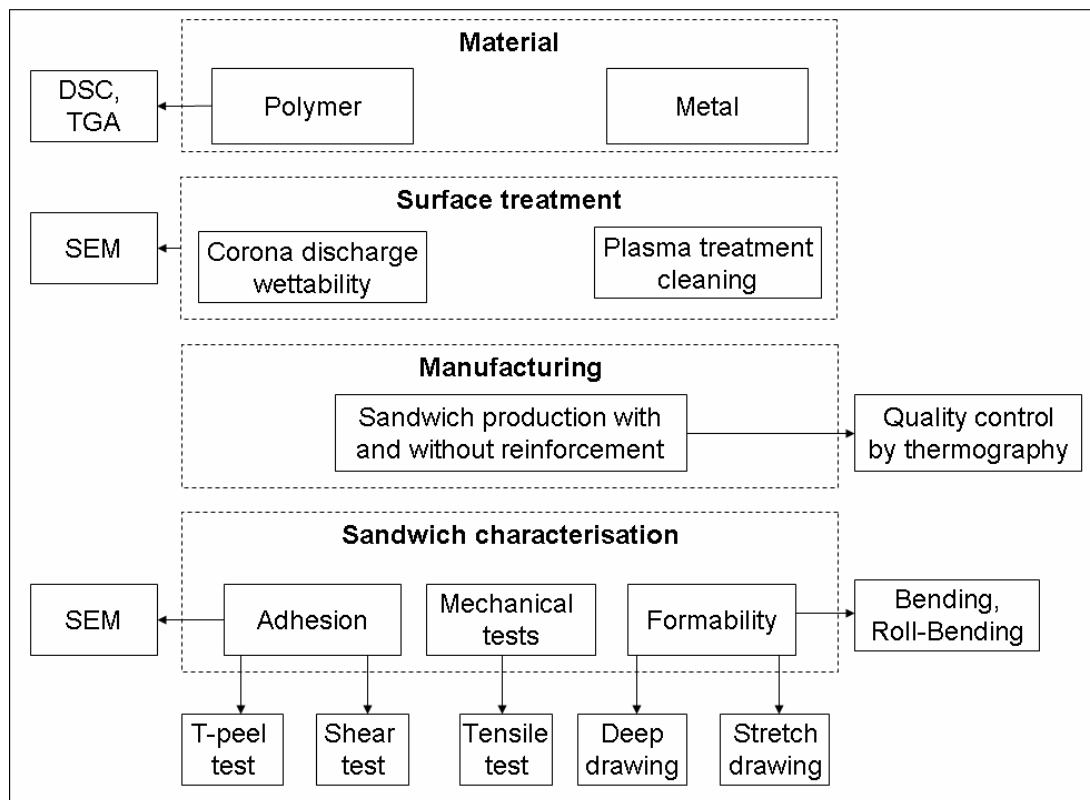 Material
DSC,
TGA
Polymer
Metal
Surface treatment
SEM
Corona discharge
wettability
Plasma treatment
cleaning
Manufacturing
Sandwich production with
and without reinforcement
Quality control
by thermography
Sandwich characterisation
SEM
Adhesion
Mechanical
tests
Formability
Bending,
Roll-Bending
T-peel
test
Shear
test
Tensile
test
Deep
drawing
Stretch
drawing